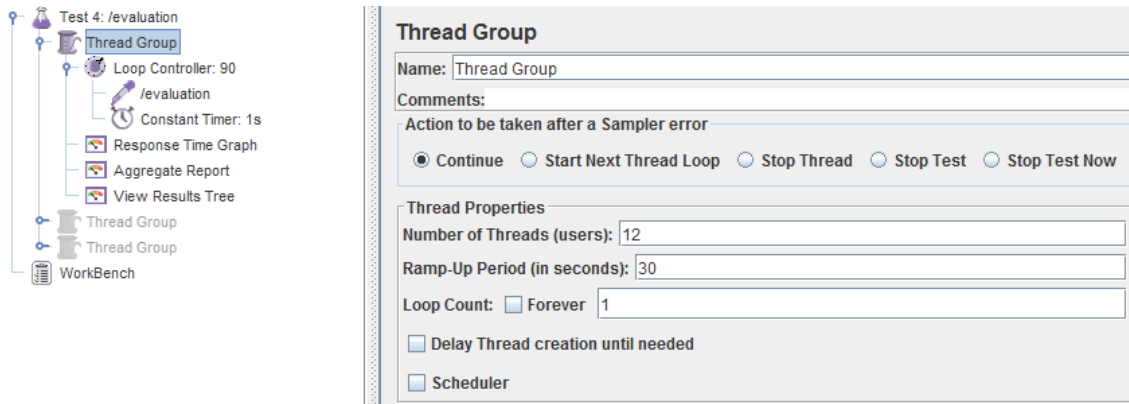 Test 4: /evaluation
Thread Group
Loop Controller: 90
/evaluation
Constant Timer: 1s
Response Time Graph
Aggregate Report
View Results Tree
Thread Group
Thread Group
WorkBench
Thread Group
Name: Thread Group
Comments:
Action to be taken after a Sampler error
Continue Start Next Thread Loop Stop Thread Stop Test Stop Test Now
Thread Properties
Number of Threads (users): 12
Ramp-Up Period (in seconds): 30
Loop Count: Forever 1
Delay Thread creation until needed
Scheduler